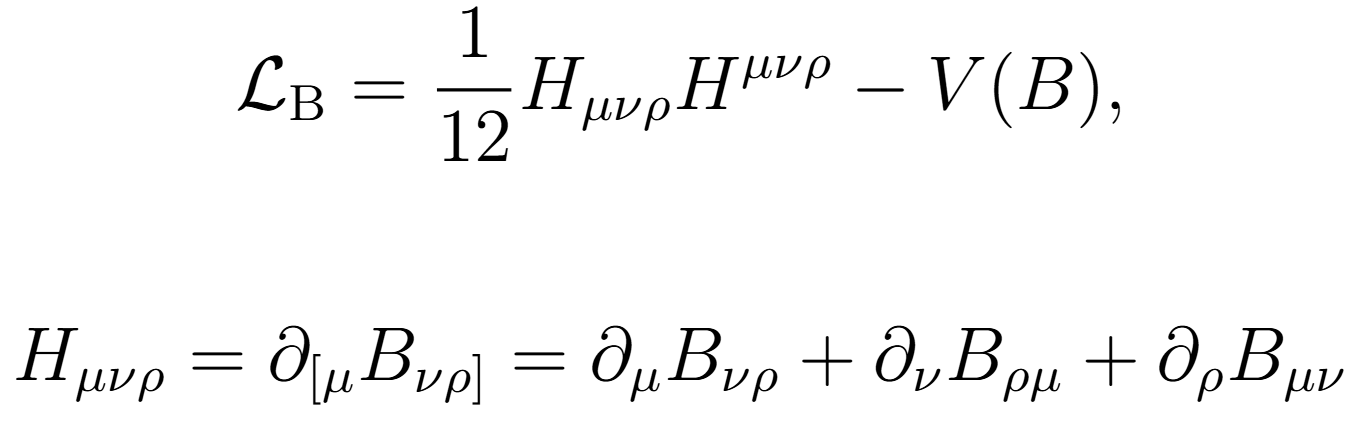 $\mathcal{L}_{\mathrm{B}} = \frac{1}{12} H_{\mu\nu\rho} H^{\mu\nu\rho} - V(B),$
$H_{\mu\nu\rho} = \partial_{[\mu} B_{\nu\rho]} = \partial_{\mu} B_{\nu\rho} + \partial_{\nu} B_{\rho\mu} + \partial_{\rho} B_{\mu\nu}$